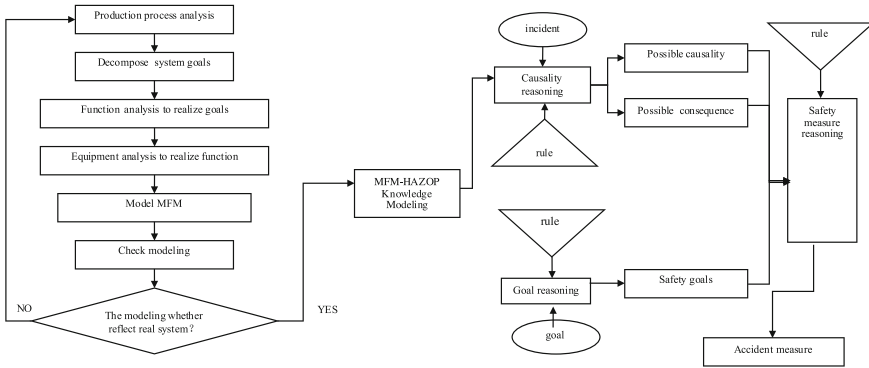 Production process analysis
Decompose system goals
Function analysis to realize goals
Equipment analysis to realize function
Model MFM
Check modeling
The modeling whether
reflect real system?
NO
YES
MFM-HAZOP
Knowledge
Modeling
incident
Causality
reasoning
rule
Possible causality
Possible consequence
rule
Goal reasoning
goal
Safety goals
rule
Safety
measure
reasoning
Accident measure